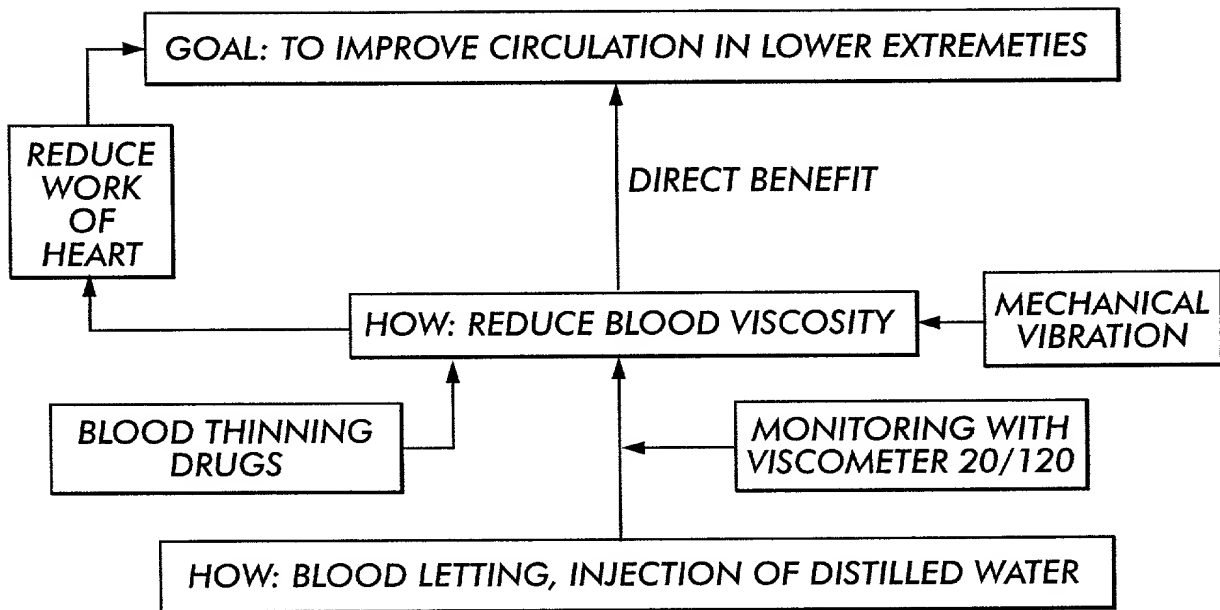 GOAL: TO IMPROVE CIRCULATION IN LOWER EXTREMETIES
REDUCE
WORK
OF
HEART
DIRECT BENEFIT
HOW: REDUCE BLOOD VISCOSITY
MECHANICAL
VIBRATION
BLOOD THINNING
DRUGS
MONITORING WITH
VISCOMETER 20/120
HOW: BLOOD LETTING, INJECTION OF DISTILLED WATER